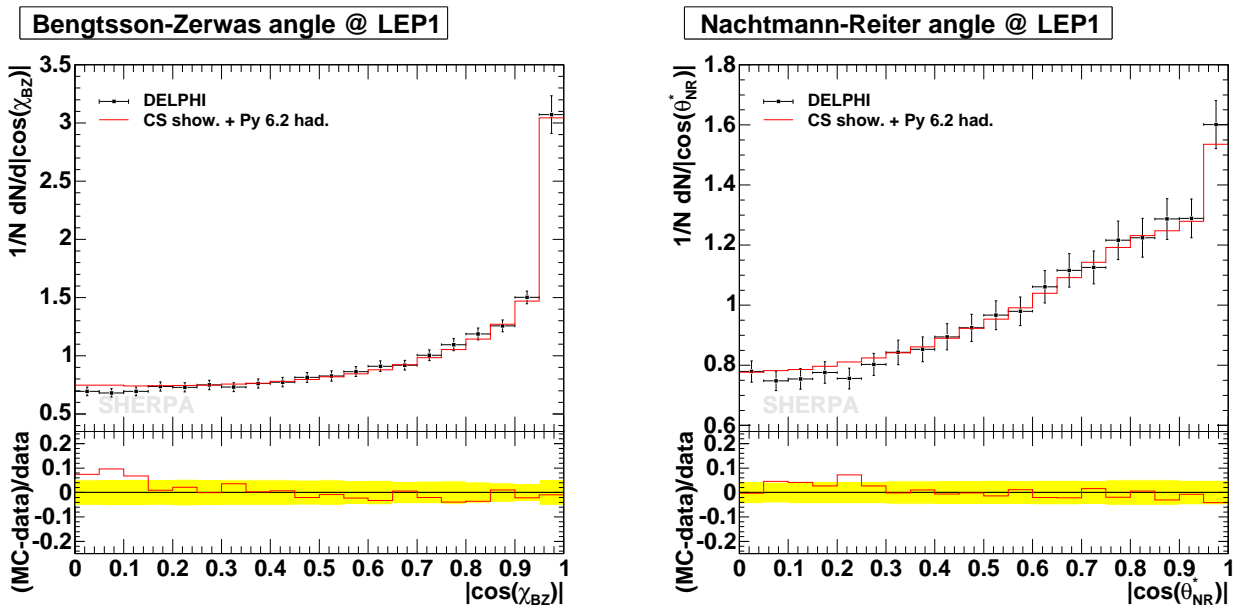 Bengtsson-Zerwas angle @ LEP1
1/N dN/d|cos(χ_BZ)|
3.5
3
2.5
2
1.5
1
0.5
DELPHI
CS show. + Py 6.2 had.
SHERPA
(MC-data)/data
0.2
0.1
0
-0.1
-0.2
0 0.1 0.2 0.3 0.4 0.5 0.6 0.7 0.8 0.9 1
|cos(χ_BZ)|
Nachtmann-Reiter angle @ LEP1
1/N dN/|cos(θ*_NR)|
1.8
1.6
1.4
1.2
1
0.8
0.6
DELPHI
CS show. + Py 6.2 had.
SHERPA
(MC-data)/data
0.2
0.1
0
-0.1
-0.2
0 0.1 0.2 0.3 0.4 0.5 0.6 0.7 0.8 0.9 1
|cos(θ*_NR)|